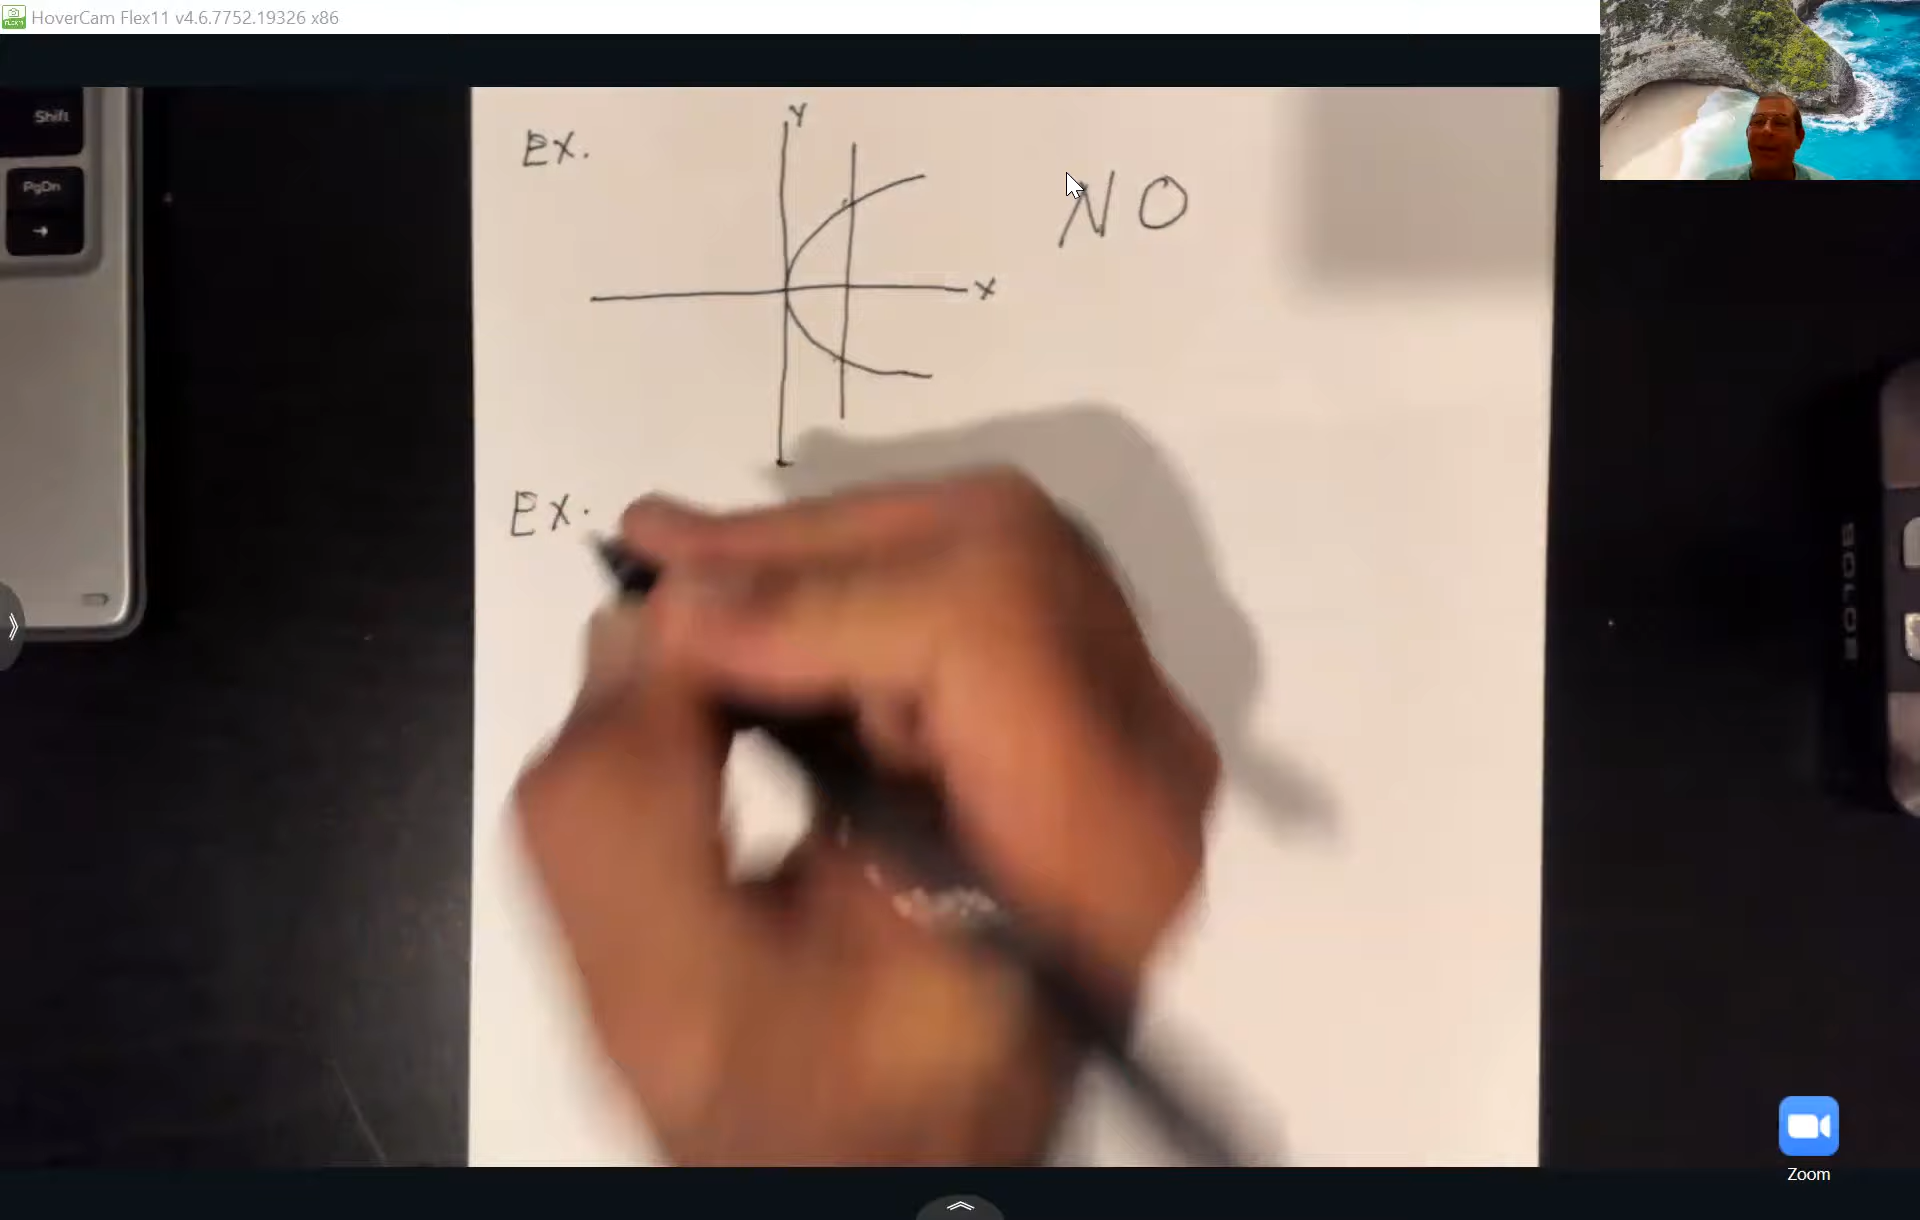 HoverCam Flex11 v4.6.7752.19326 x86
Shift
PgDn
Ex.
Y
NO
X
Ex.
Zoom